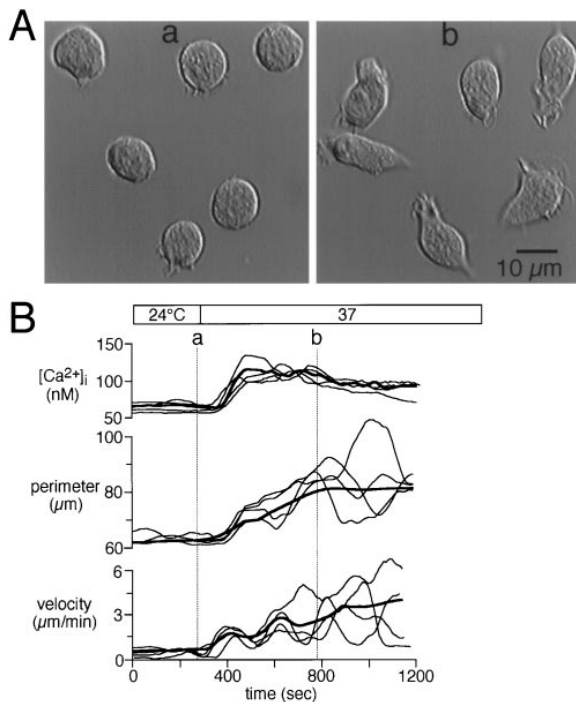 A
a
b
10 µm
B
24°C
37
a
b
150
[Ca²⁺]ᵢ
100
(nM)
50
100
perimeter
80
(µm)
60
6
velocity
3
(µm/min)
0
0
400
800
1200
time (sec)